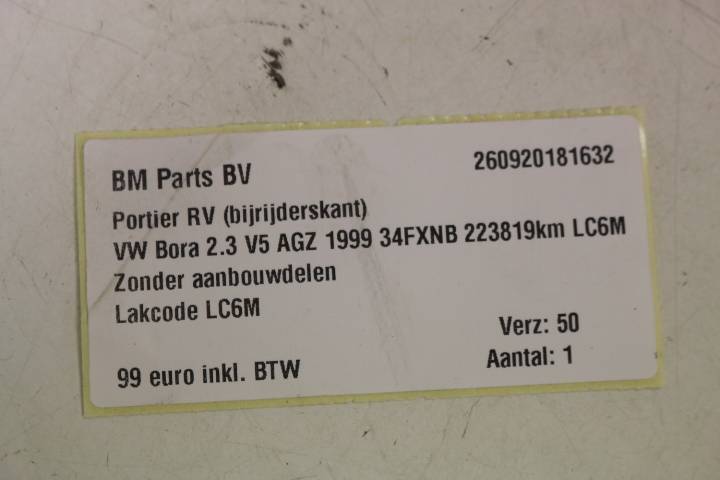 BM Parts BV 260920181632
Portier RV (bijrijderskant)
VW Bora 2.3 V5 AGZ 1999 34FXNB 223819km LC6M
Zonder aanbouwdelen
Lakcode LC6M
Verz: 50
99 euro inkl. BTW Aantal: 1